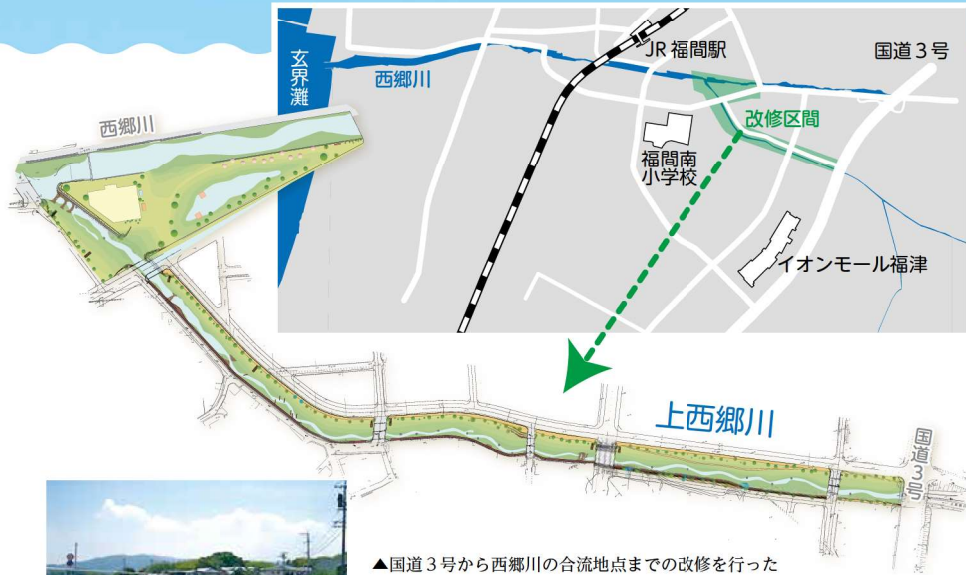 玄界灘
西郷川
JR 福間駅
国道３号
改修区間
福間南
小学校
イオンモール福津
西郷川
上西郷川
国道３号
▲国道３号から西郷川の合流地点までの改修を行った